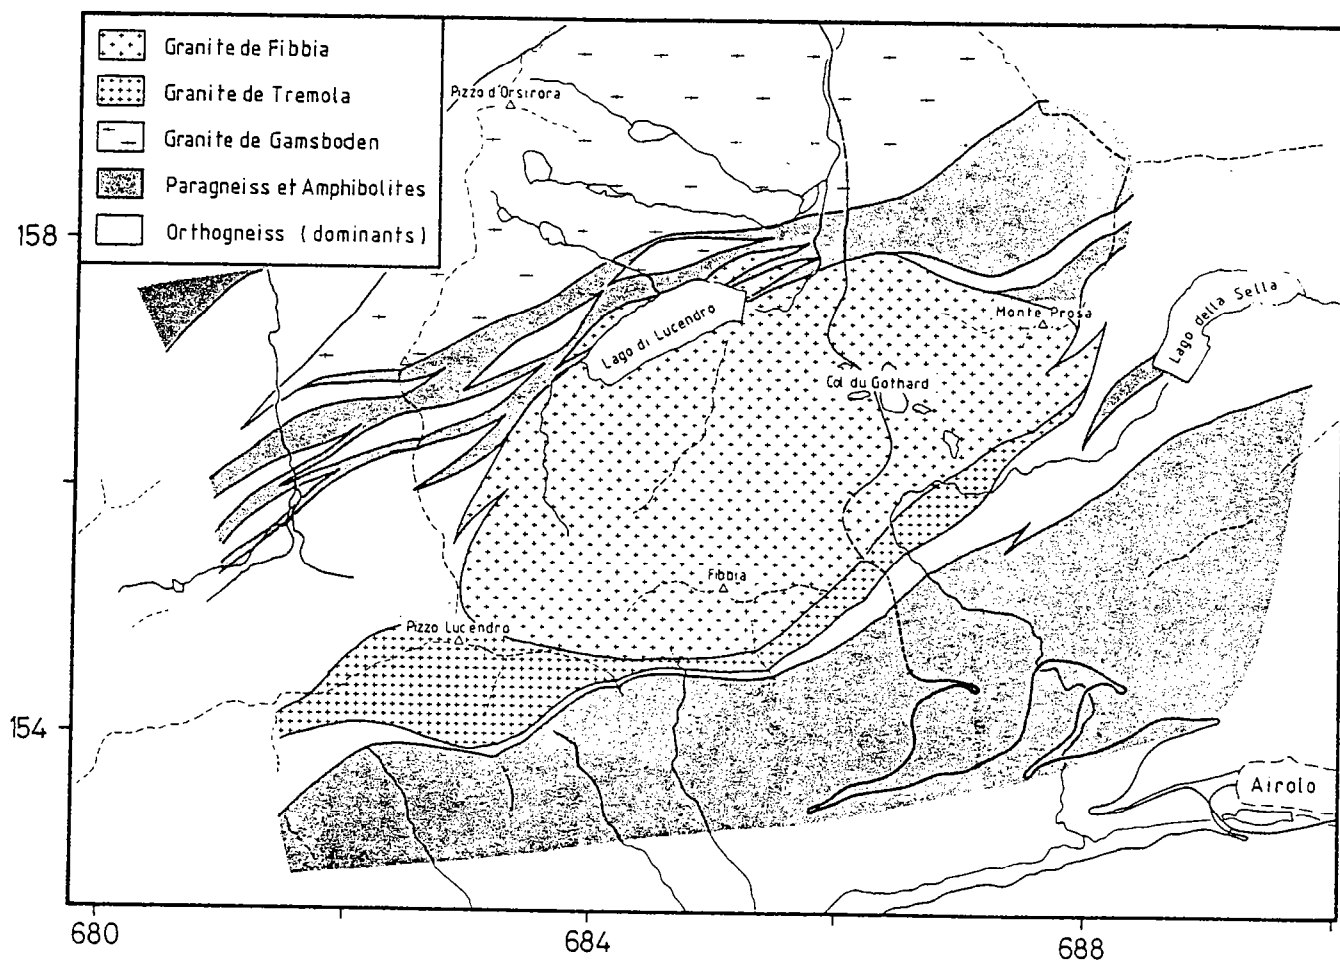 Granite de Fibbia
Granite de Tremola
Granite de Gamsboden
Paragneiss et Amphibolites
Orthogneiss (dominants)
Pizzo d'Orsirora
158
Lago di Lucendro
Monte Prosa
Lago della Sella
Col du Gothard
Fibbia
Pizzo Lucendro
154
Airolo
680
684
688